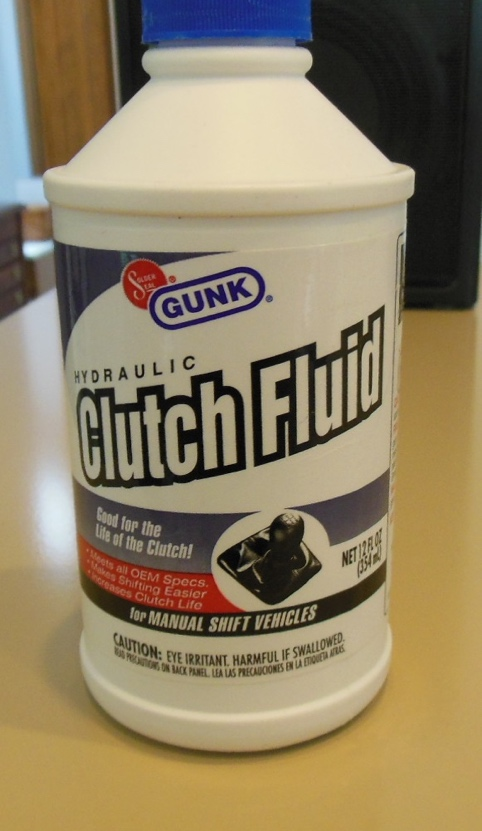 SOLDER
SEAL
GUNK
HYDRAULIC
Clutch Fluid
Good for the
Life of the Clutch!
• Meets all OEM Specs.
• Makes Shifting Easier
• Increases Clutch Life
NET 12 FL OZ
(354 mL)
for MANUAL SHIFT VEHICLES
CAUTION: EYE IRRITANT. HARMFUL IF SWALLOWED.
READ PRECAUTIONS ON BACK PANEL. LEA LAS PRECAUCIONES EN LA ETIQUETA ATRAS.